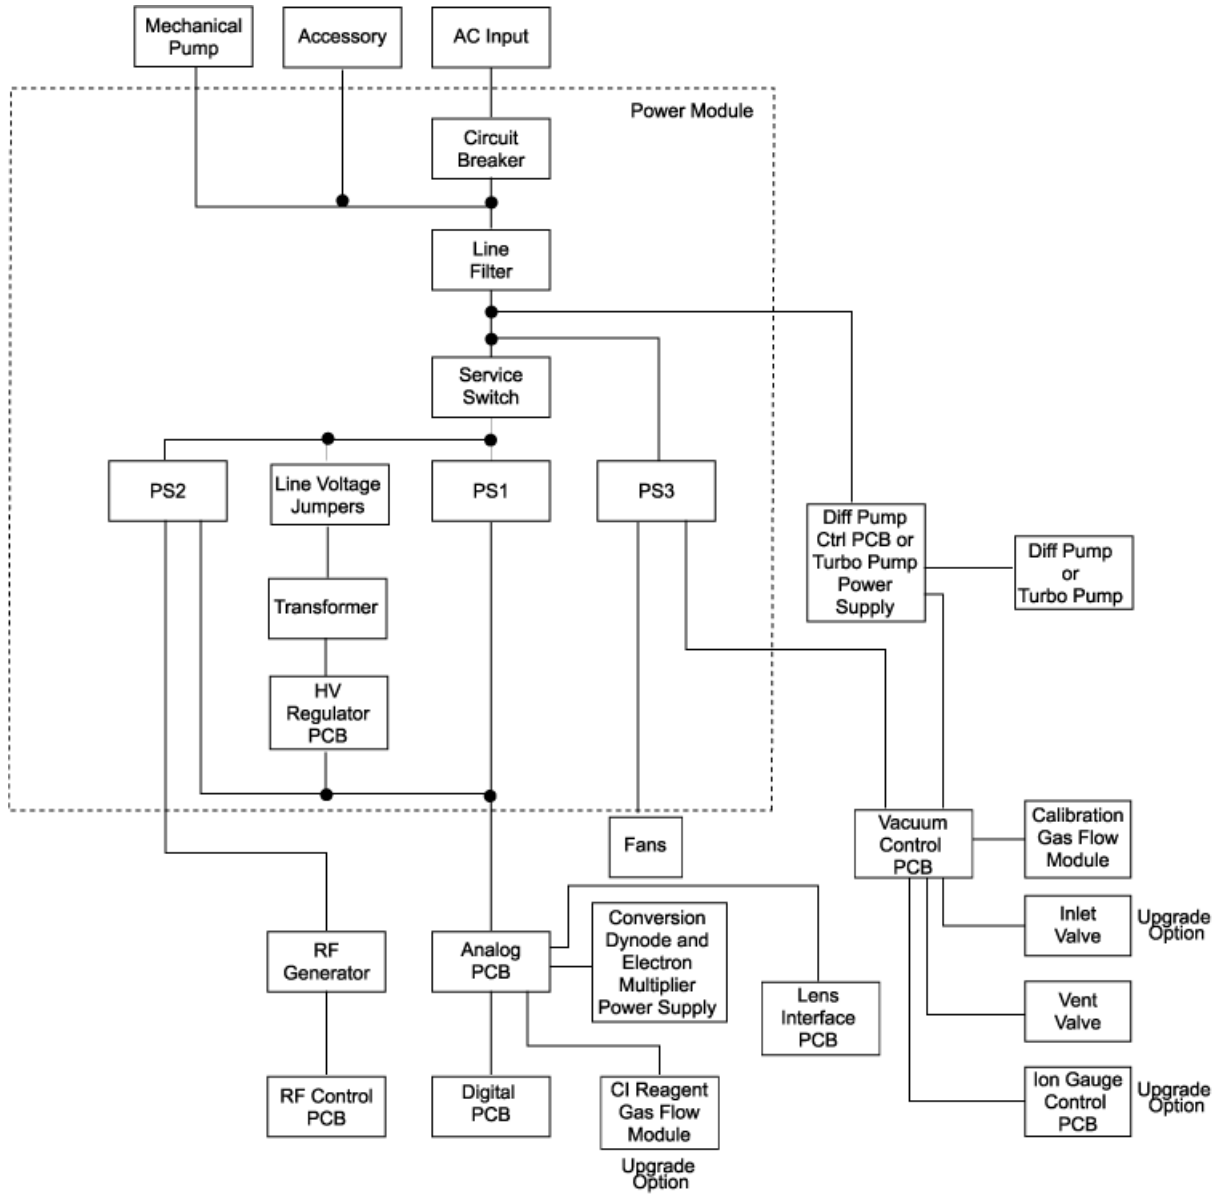 Mechanical
Pump
Accessory
AC Input
Power Module
Circuit
Breaker
Line
Filter
Service
Switch
PS2
Line Voltage
Jumpers
PS1
PS3
Diff Pump
Ctrl PCB or
Turbo Pump
Power
Supply
Diff Pump
or
Turbo Pump
Transformer
HV
Regulator
PCB
Fans
Vacuum
Control
PCB
Calibration
Gas Flow
Module
Inlet
Valve
Upgrade
Option
RF
Generator
Analog
PCB
Conversion
Dynode and
Electron
Multiplier
Power Supply
Lens
Interface
PCB
Vent
Valve
RF Control
PCB
Digital
PCB
CI Reagent
Gas Flow
Module
Upgrade
Option
Ion Gauge
Control
PCB
Upgrade
Option